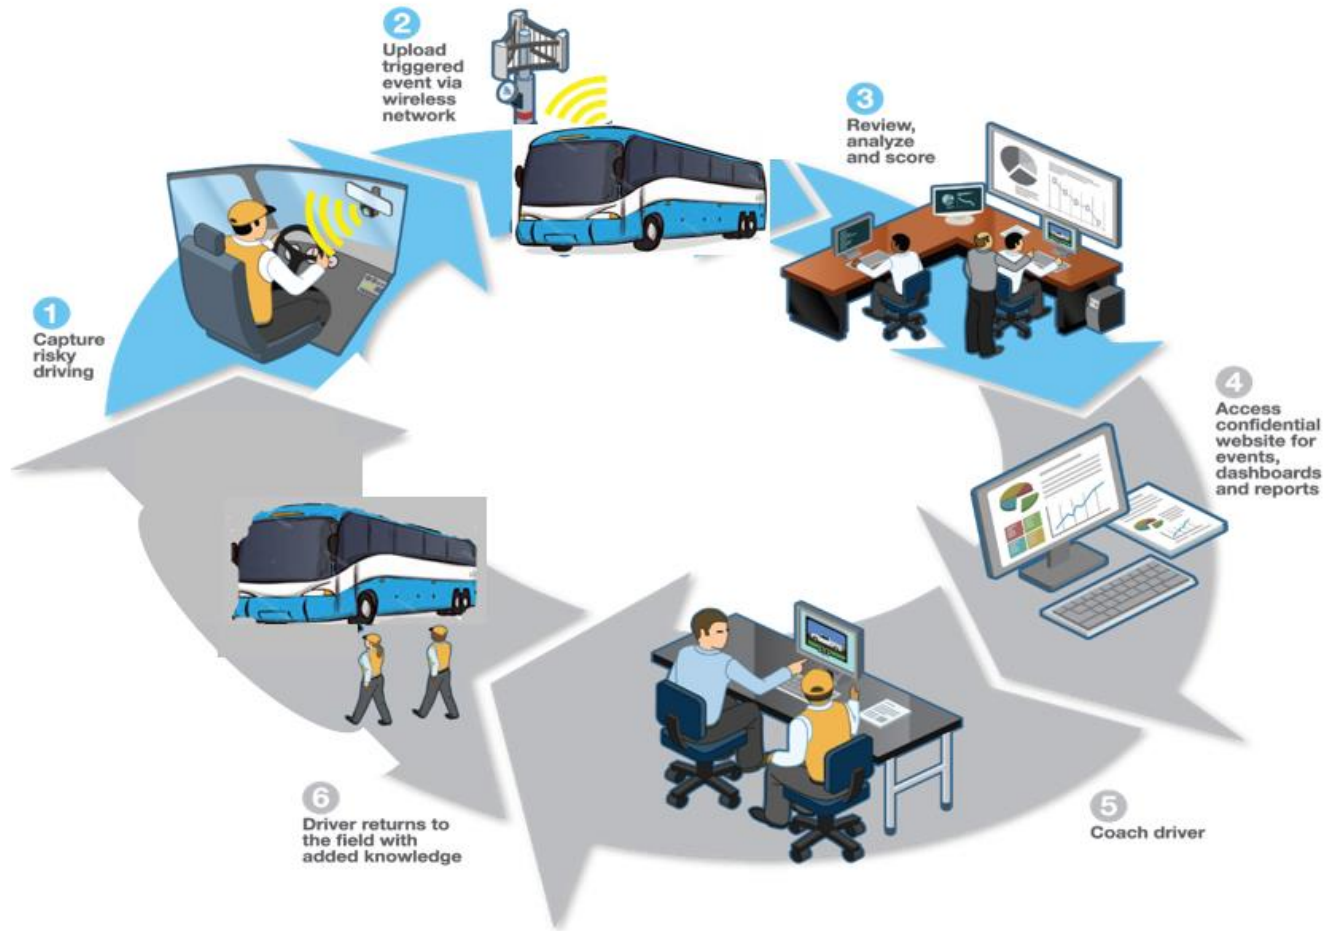 1
Capture
risky
driving
2
Upload
triggered
event via
wireless
network
3
Review,
analyze
and score
4
Access
confidential
website for
events,
dashboards
and reports
5
Coach driver
6
Driver returns to
the field with
added knowledge